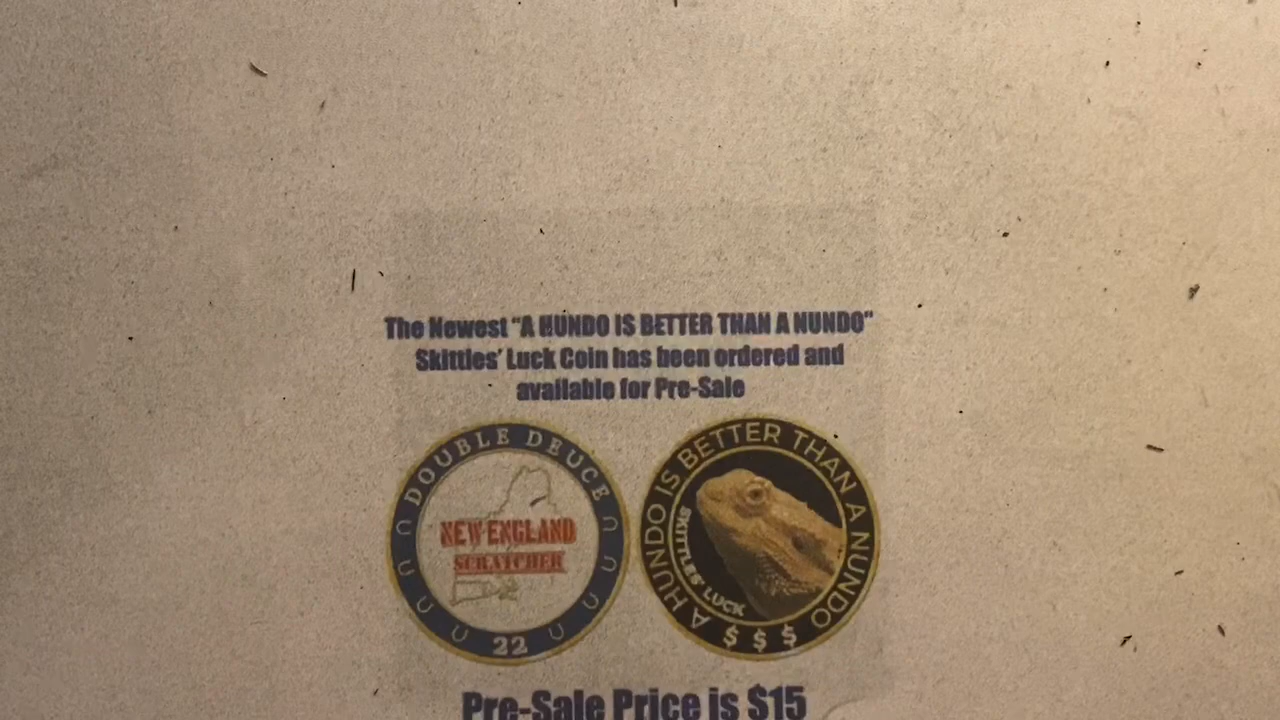 The Newest "A HUNDO IS BETTER THAN A NUNDO"
Skittles' Luck Coin has been ordered and
available for Pre-Sale
DOUBLE DEUCE
NEW ENGLAND
SCRATCHER
22
A HUNDO IS BETTER THAN A NUNDO
SKITTLES' LUCK
$ $ $
Pre-Sale Price is $15